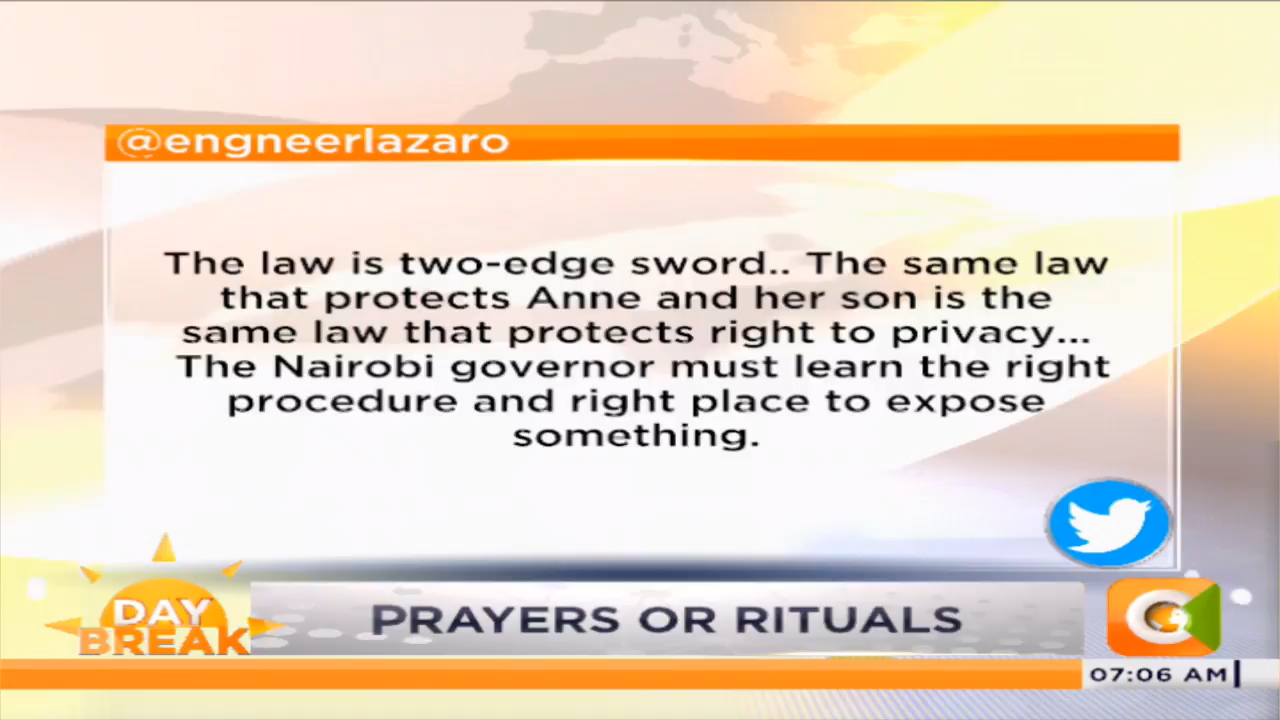 @engneerlazaro
The law is two-edge sword.. The same law
that protects Anne and her son is the
same law that protects right to privacy...
The Nairobi governor must learn the right
procedure and right place to expose
something.
DAY
BREAK
PRAYERS OR RITUALS
07:06 AM